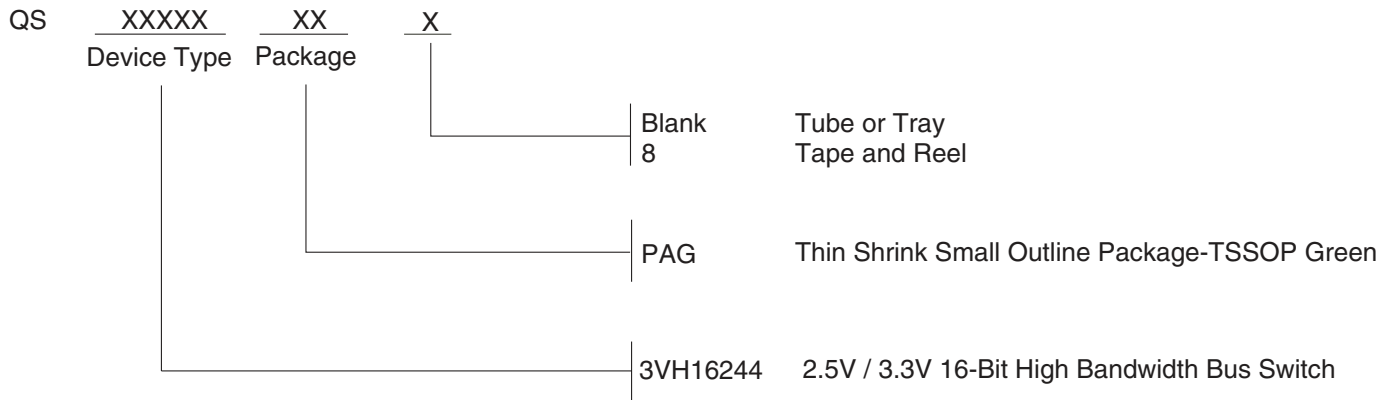 QS XXXXX XX X
Device Type Package
Blank Tube or Tray
8 Tape and Reel
PAG Thin Shrink Small Outline Package-TSSOP Green
3VH16244 2.5V / 3.3V 16-Bit High Bandwidth Bus Switch